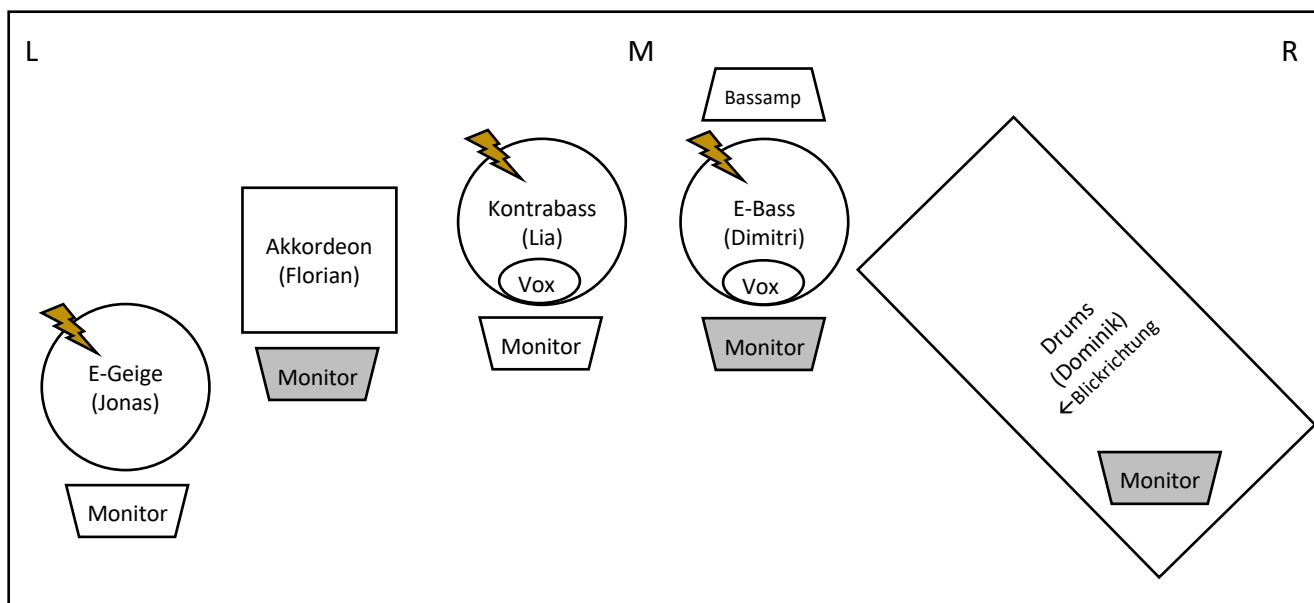 L
M
R
Bassamp
Kontrabass
(Lia)
Vox
Monitor
E-Bass
(Dimitri)
Vox
Monitor
Akkordeon
(Florian)
Monitor
E-Geige
(Jonas)
Monitor
Drums
(Dominik)
←Blickrichtung
Monitor